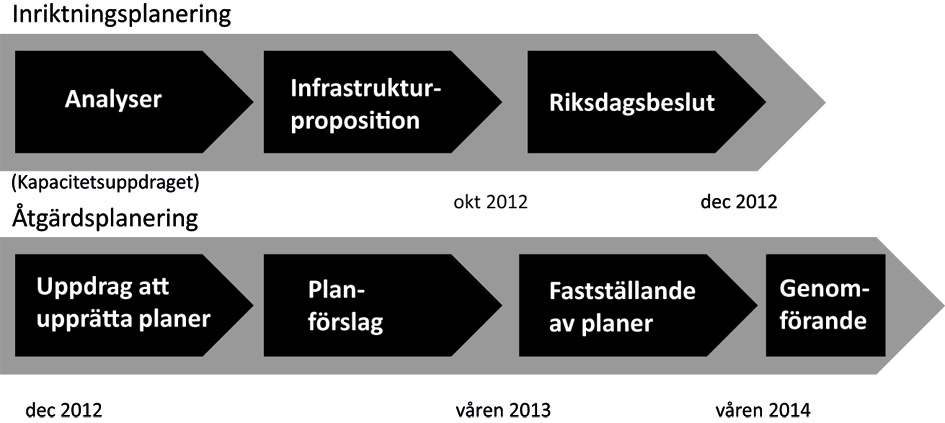 Inriktningsplanering
Analyser
Infrastruktur-
proposition
Riksdagsbeslut
(Kapacitetsuppdraget)
okt 2012
dec 2012
Åtgärdsplanering
Uppdrag att
upprätta planer
Plan-
förslag
Fastställande
av planer
Genom-
förande
dec 2012
våren 2013
våren 2014